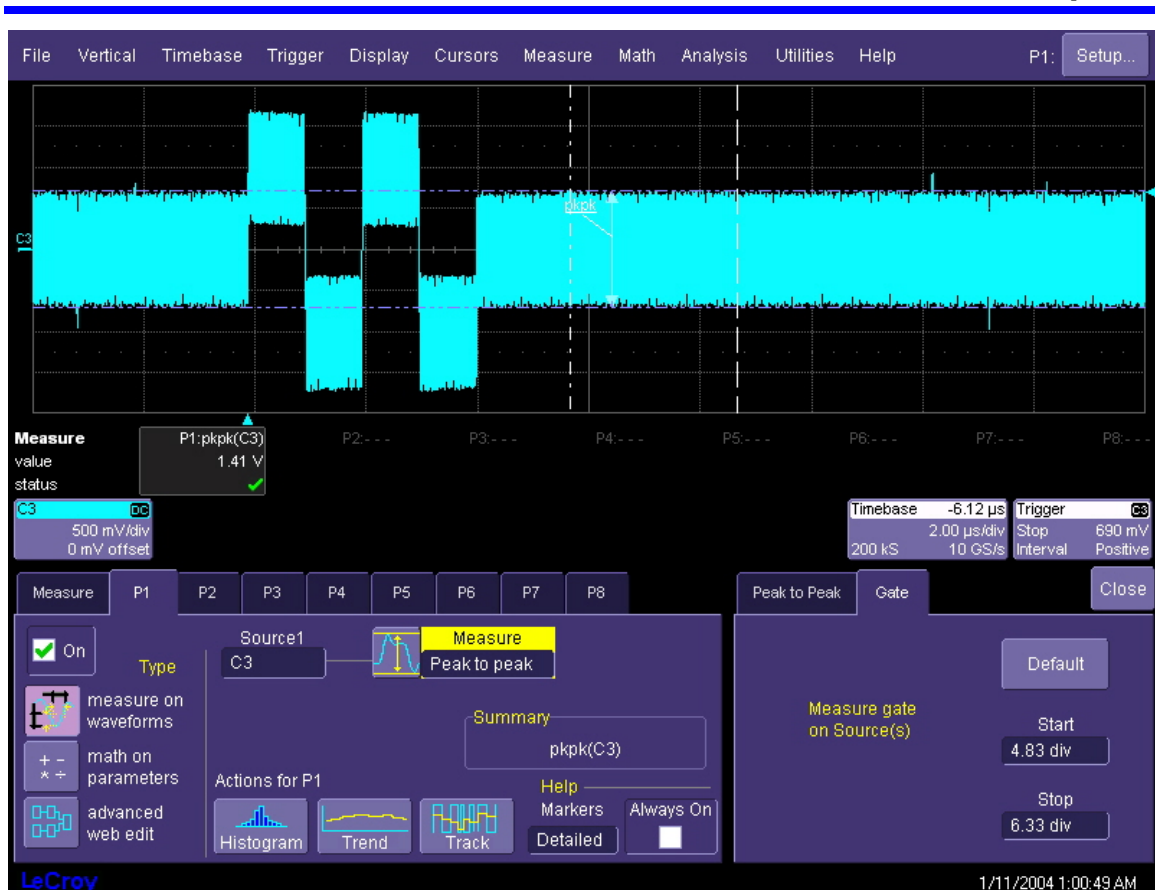 File Vertical Timebase Trigger Display Cursors Measure Math Analysis Utilities Help P1: Setup...
pkpk
C3
Measure P1:pkpk(C3) P2:- - - P3:- - - P4:- - - P5:- - - P6:- - - P7:- - - P8:- - -
value 1.41 V
status
C3 DC
500 mV/div
0 mV offset
Timebase -6.12 µs
2.00 µs/div
200 kS 10 GS/s
Trigger C3
Stop 690 mV
Interval Positive
Measure P1 P2 P3 P4 P5 P6 P7 P8
Peak to Peak Gate Close
On
Type
measure on
waveforms
math on
parameters
advanced
web edit
Source1
C3
Measure
Peak to peak
Summary
pkpk(C3)
Actions for P1
Histogram Trend Track
Help
Markers Always On
Detailed
Measure gate
on Source(s)
Default
Start
4.83 div
Stop
6.33 div
LeCroy 1/11/2004 1:00:49 AM